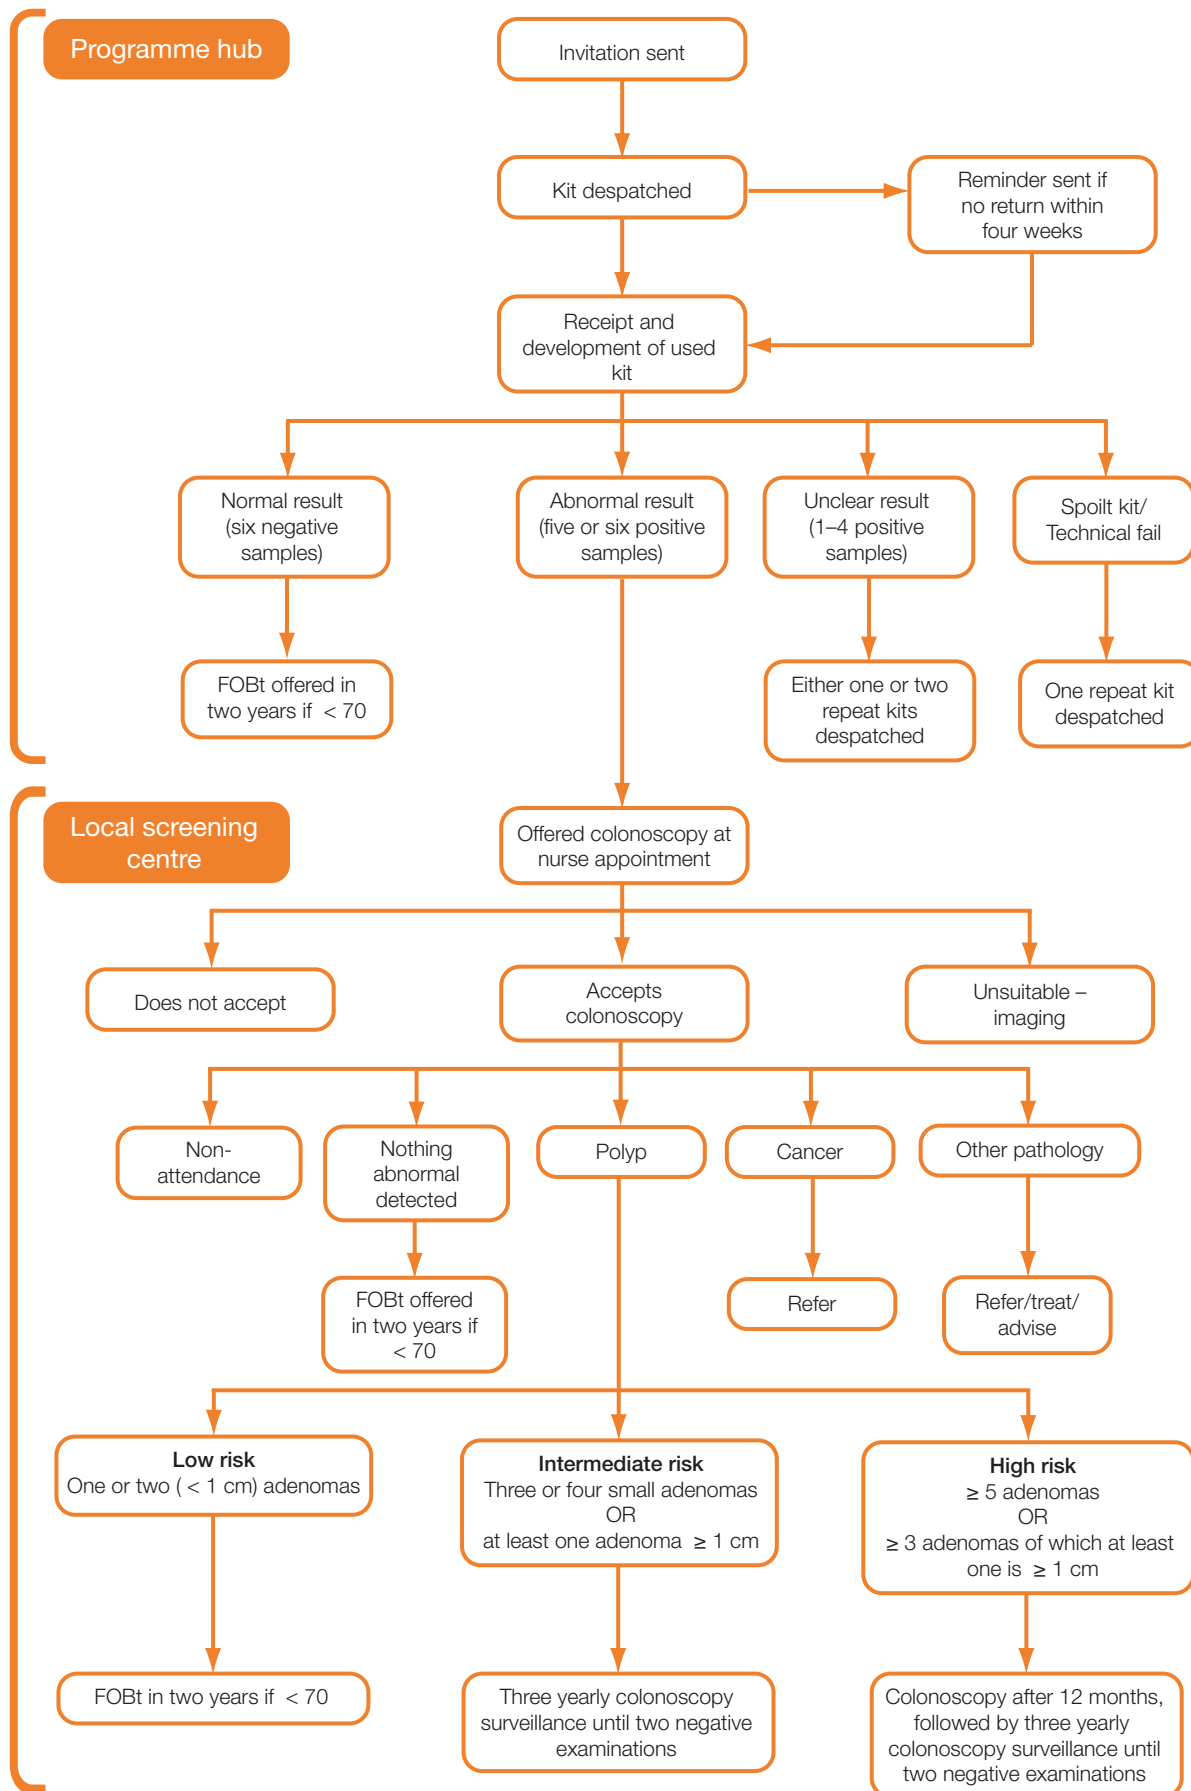 Programme hub
Invitation sent
Kit despatched
Reminder sent if
no return within
four weeks
Receipt and
development of used
kit
Normal result
(six negative
samples)
Abnormal result
(five or six positive
samples)
Unclear result
(1–4 positive
samples)
Spoilt kit/
Technical fail
FOBt offered in
two years if < 70
Either one or two
repeat kits
despatched
One repeat kit
despatched
Local screening
centre
Offered colonoscopy at
nurse appointment
Does not accept
Accepts
colonoscopy
Unsuitable –
imaging
Non-
attendance
Nothing
abnormal
detected
Polyp
Cancer
Other pathology
FOBt offered
in two years if
< 70
Refer
Refer/treat/
advise
Low risk
One or two ( < 1 cm) adenomas
Intermediate risk
Three or four small adenomas
OR
at least one adenoma ≥ 1 cm
High risk
≥ 5 adenomas
OR
≥ 3 adenomas of which at least
one is ≥ 1 cm
FOBt in two years if < 70
Three yearly colonoscopy
surveillance until two negative
examinations
Colonoscopy after 12 months,
followed by three yearly
colonoscopy surveillance until
two negative examinations